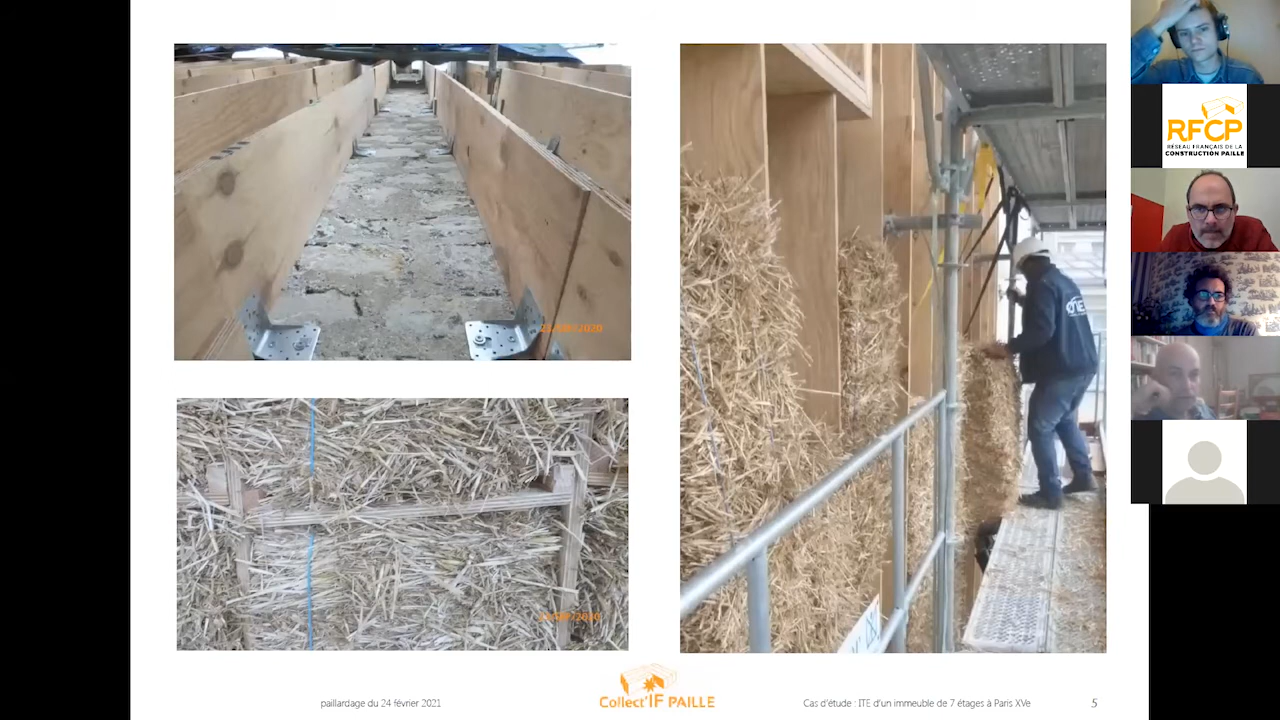 RFCP
RÉSEAU FRANÇAIS DE LA
CONSTRUCTION PAILLE
paillardage du 24 février 2021
Collect'IF PAILLE
Cas d'étude : ITE d'un immeuble de 7 étages à Paris XVe
5